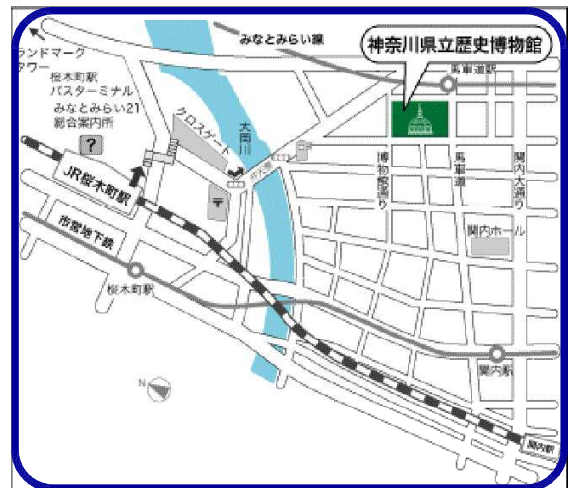 みなとみらい線
神奈川県立歴史博物館
馬車道駅
ランドマーク
タワー
桜木町駅
バスターミナル
みなとみらい21
総合案内所
?
クロスゲート
大岡川
弁天橋
〒
JR桜木町駅
市営地下鉄
桜木町駅
博物館通り
馬車道
関内大通り
関内ホール
関内駅
関内駅
N